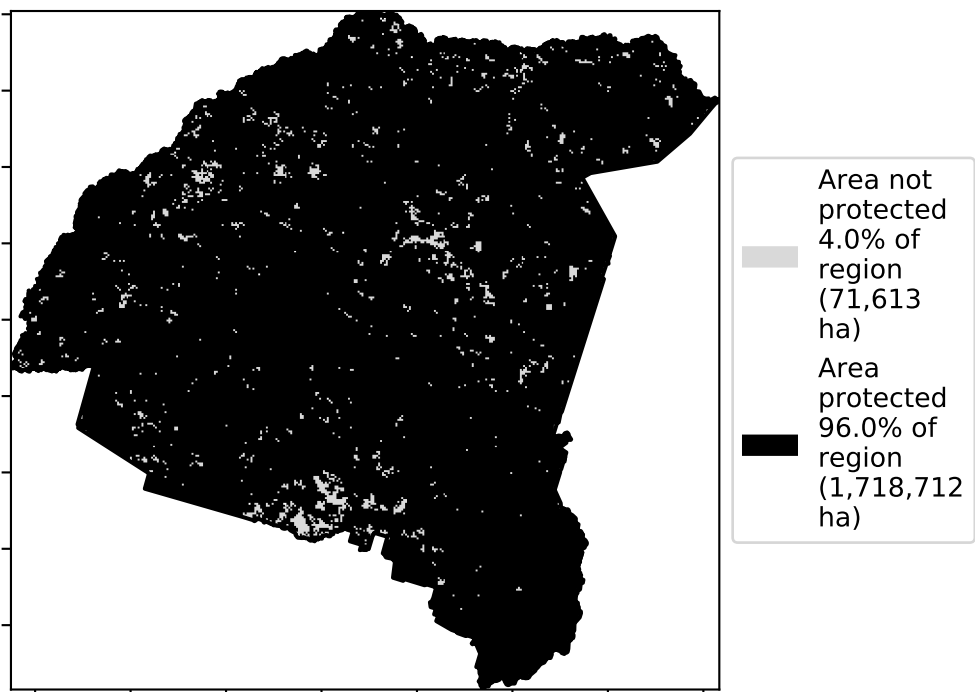 Area not
protected
4.0% of
region
(71,613
ha)
Area
protected
96.0% of
region
(1,718,712
ha)